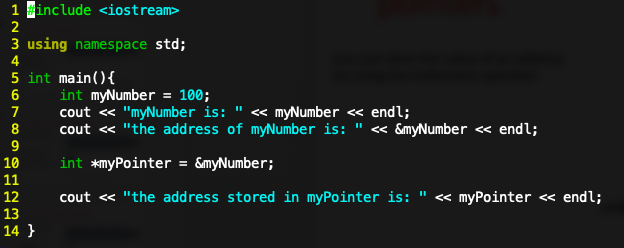 1 #include <iostream>
2
3 using namespace std;
4
5 int main(){
6     int myNumber = 100;
7     cout << "myNumber is: " << myNumber << endl;
8     cout << "the address of myNumber is: " << &myNumber << endl;
9
10     int *myPointer = &myNumber;
11
12     cout << "the address stored in myPointer is: " << myPointer << endl;
13
14 }